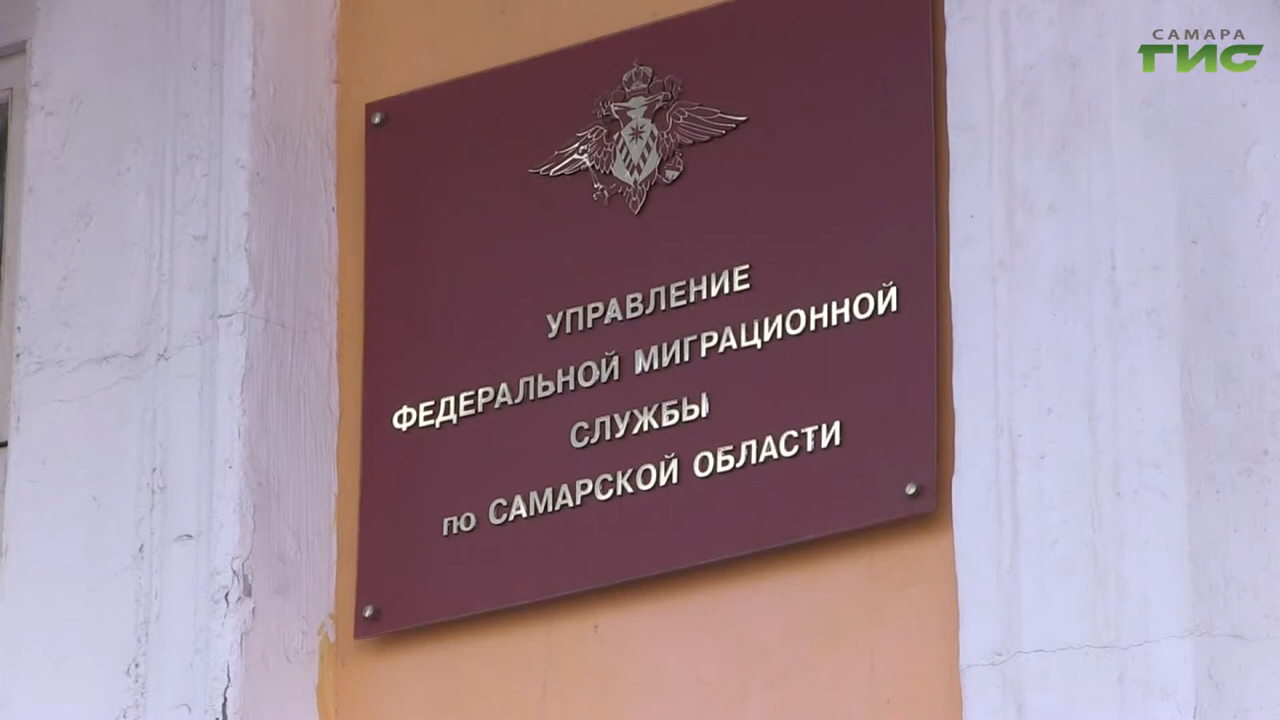 САМАРА
ГИС
УПРАВЛЕНИЕ
ФЕДЕРАЛЬНОЙ МИГРАЦИОННОЙ
СЛУЖБЫ
по САМАРСКОЙ ОБЛАСТИ